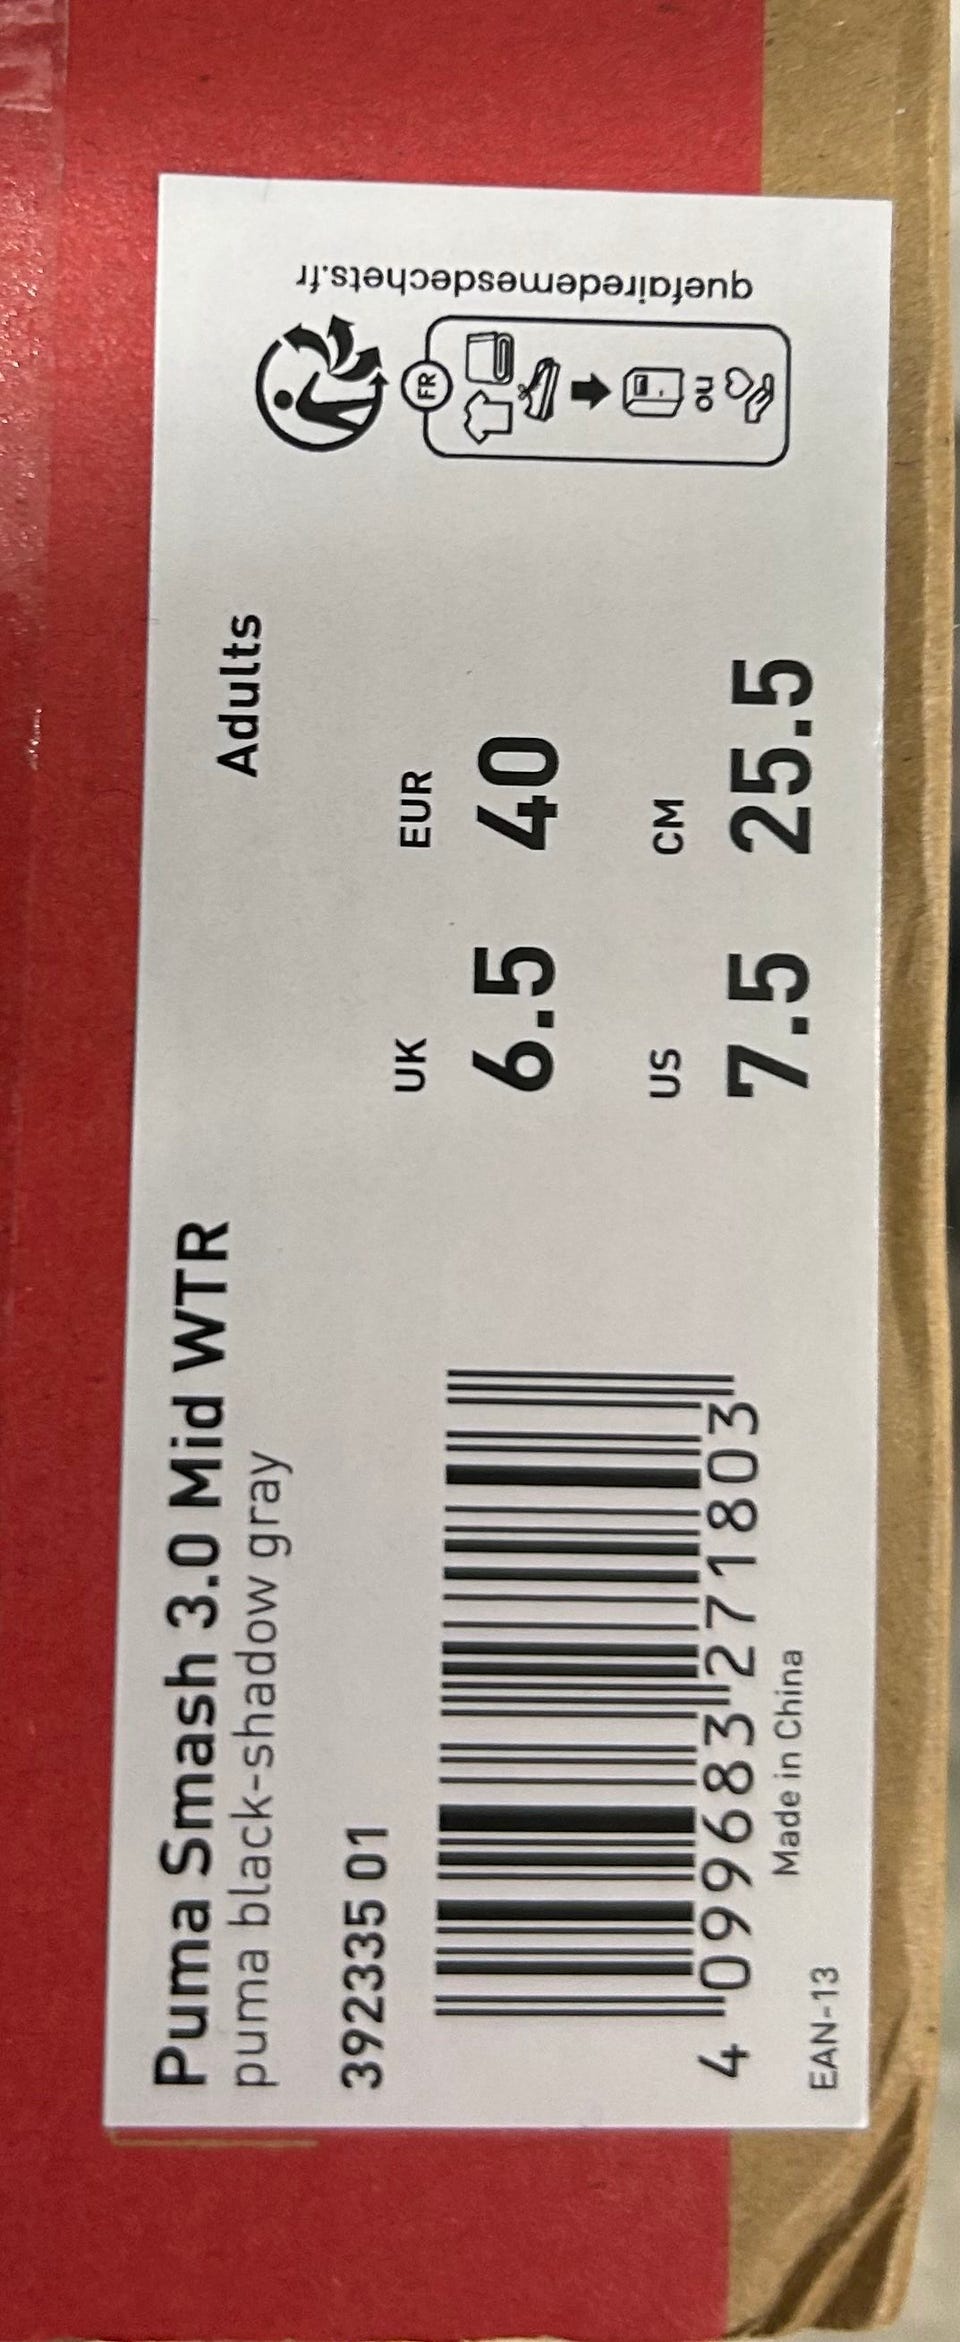 Puma Smash 3.0 Mid WTR
puma black-shadow gray
Adults
392335 01
UK EUR
6.5 40
US CM
7.5 25.5
4 099683 271803
Made in China
EAN-13
FR
OU
quefairedemesdechets.fr